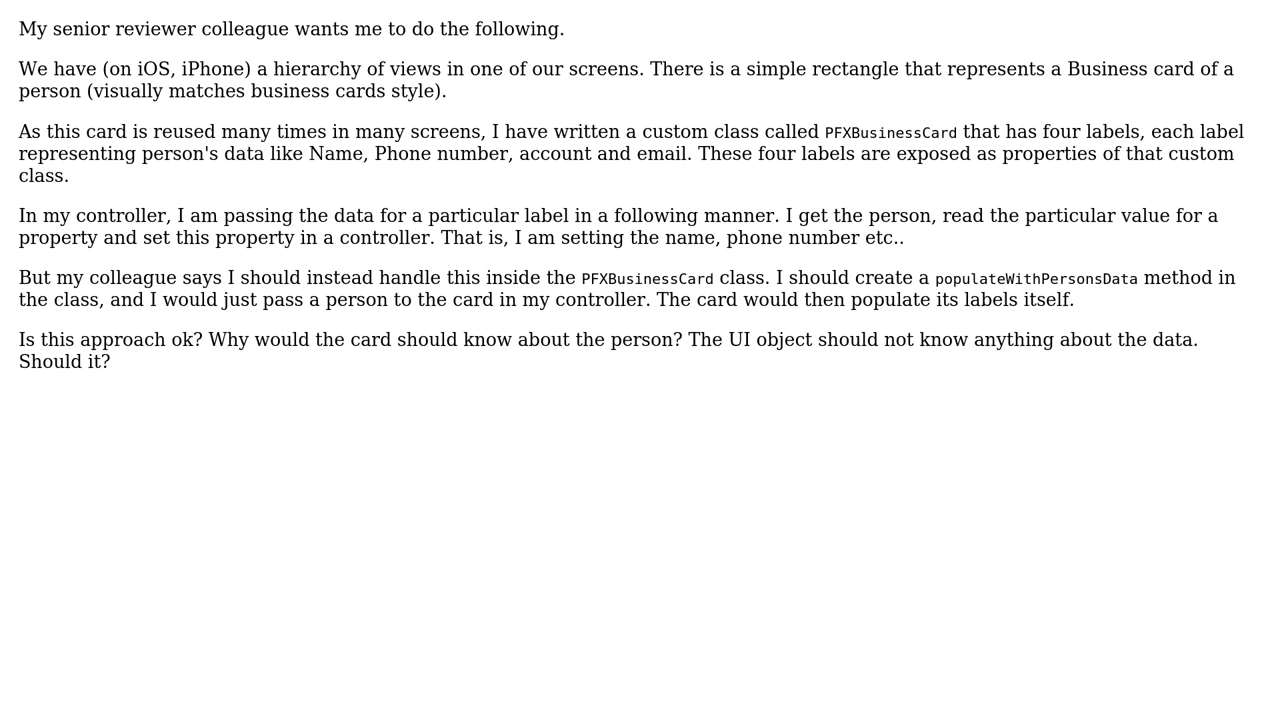 My senior reviewer colleague wants me to do the following.
We have (on iOS, iPhone) a hierarchy of views in one of our screens. There is a simple rectangle that represents a Business card of a
person (visually matches business cards style).
As this card is reused many times in many screens, I have written a custom class called PFXBusinessCard that has four labels, each label
representing person's data like Name, Phone number, account and email. These four labels are exposed as properties of that custom
class.
In my controller, I am passing the data for a particular label in a following manner. I get the person, read the particular value for a
property and set this property in a controller. That is, I am setting the name, phone number etc..
But my colleague says I should instead handle this inside the PFXBusinessCard class. I should create a populateWithPersonsData method in
the class, and I would just pass a person to the card in my controller. The card would then populate its labels itself.
Is this approach ok? Why would the card should know about the person? The UI object should not know anything about the data.
Should it?